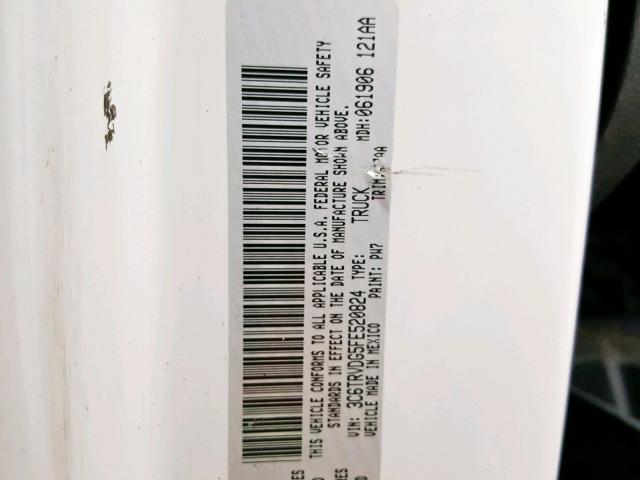 THIS VEHICLE CONFORMS TO ALL APPLICABLE U.S.A. FEDERAL MOTOR VEHICLE SAFETY
STANDARDS IN EFFECT ON THE DATE OF MANUFACTURE SHOWN ABOVE.
VIN: 3C6TRVDG5FE520824 TYPE: TRUCK MDH:061906 121AA
VEHICLE MADE IN MEXICO PAINT: PW7 TRIM: